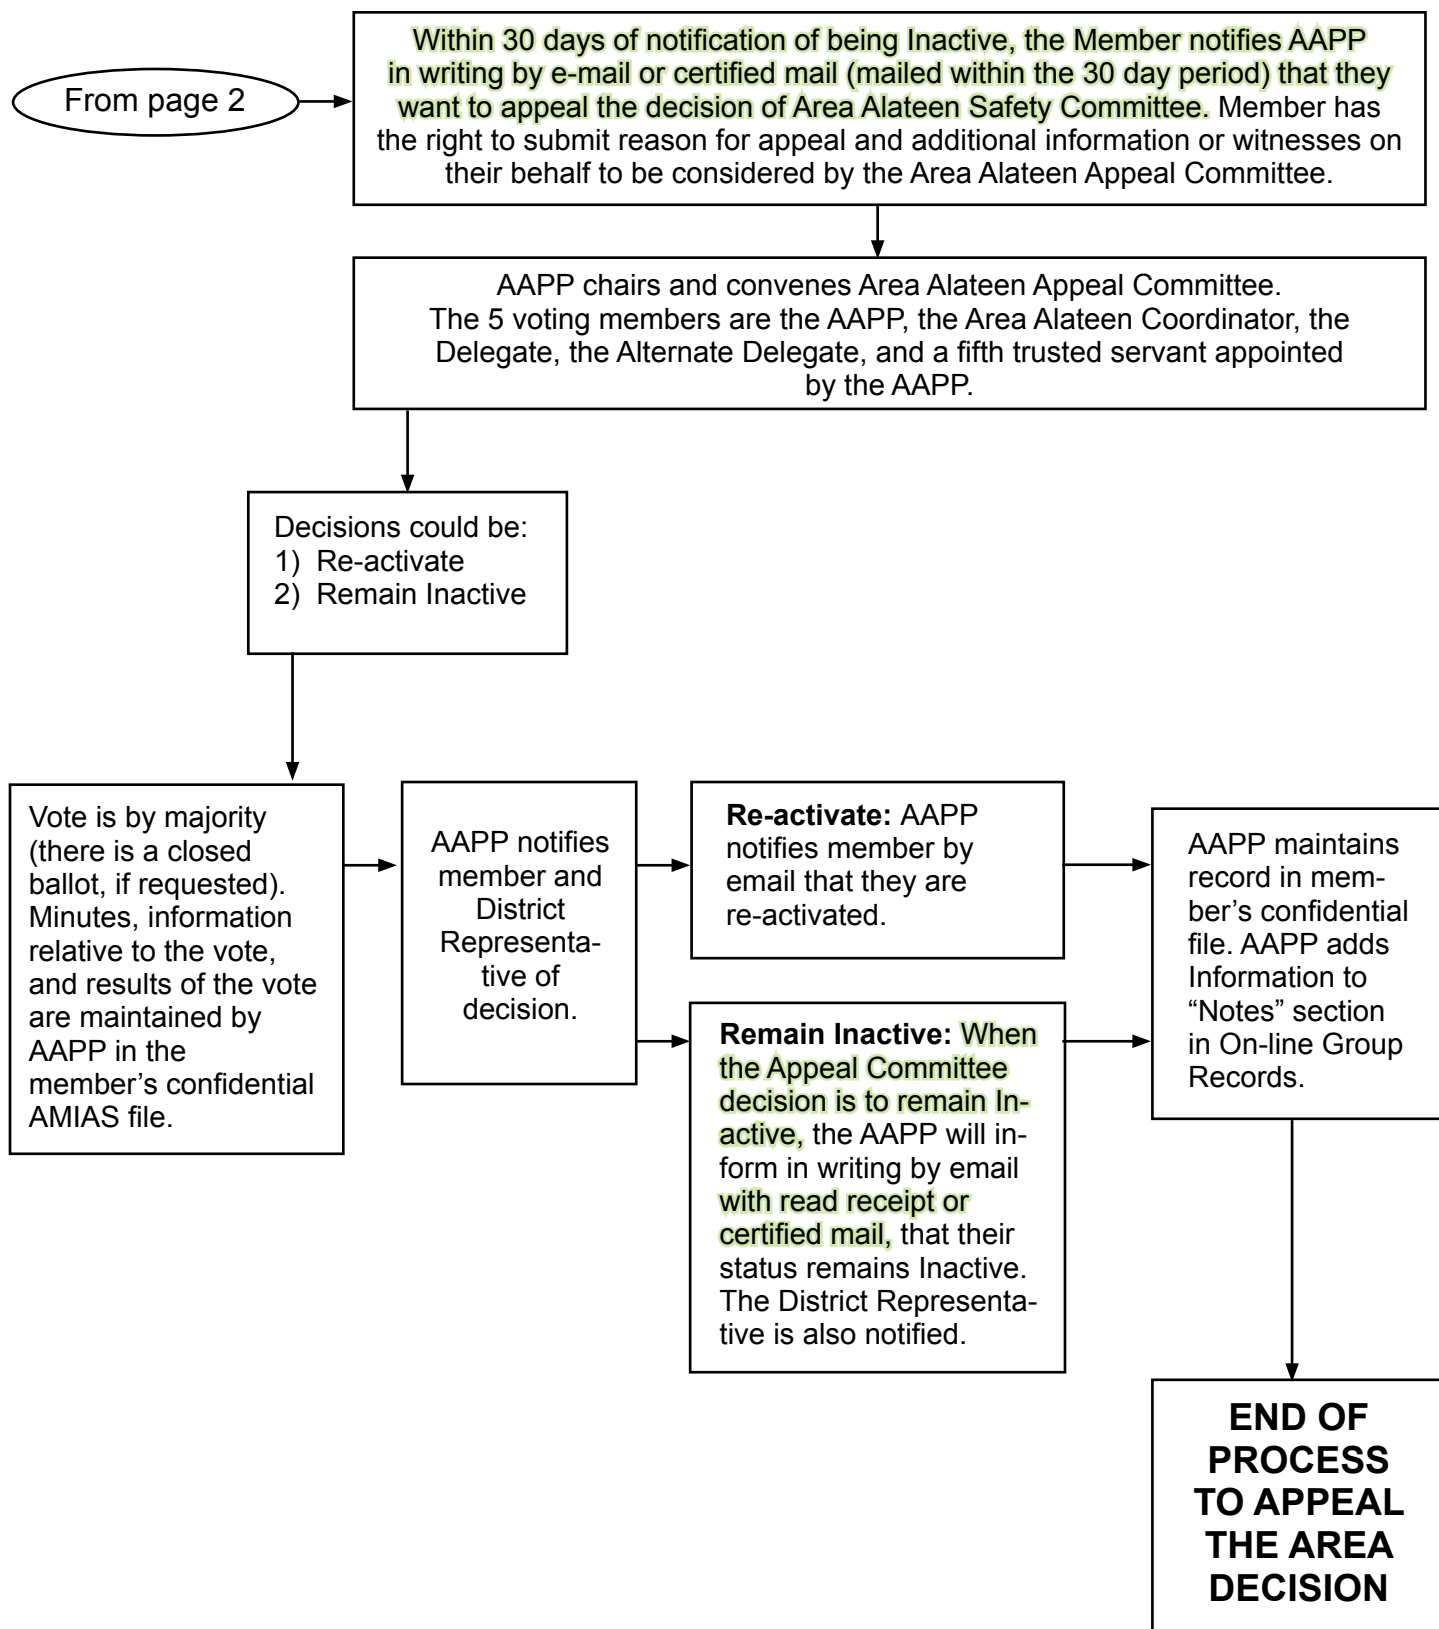 From page 2
Within 30 days of notification of being Inactive, the Member notifies AAPP
in writing by e-mail or certified mail (mailed within the 30 day period) that they
want to appeal the decision of Area Alateen Safety Committee. Member has
the right to submit reason for appeal and additional information or witnesses on
their behalf to be considered by the Area Alateen Appeal Committee.
AAPP chairs and convenes Area Alateen Appeal Committee.
The 5 voting members are the AAPP, the Area Alateen Coordinator, the
Delegate, the Alternate Delegate, and a fifth trusted servant appointed
by the AAPP.
Decisions could be:
1) Re-activate
2) Remain Inactive
Vote is by majority
(there is a closed
ballot, if requested).
Minutes, information
relative to the vote,
and results of the vote
are maintained by
AAPP in the
member’s confidential
AMIAS file.
AAPP notifies
member and
District
Representa-
tive of
decision.
Re-activate: AAPP
notifies member by
email that they are
re-activated.
Remain Inactive: When
the Appeal Committee
decision is to remain In-
active, the AAPP will in-
form in writing by email
with read receipt or
certified mail, that their
status remains Inactive.
The District Representa-
tive is also notified.
AAPP maintains
record in mem-
ber’s confidential
file. AAPP adds
Information to
“Notes” section
in On-line Group
Records.
END OF
PROCESS
TO APPEAL
THE AREA
DECISION